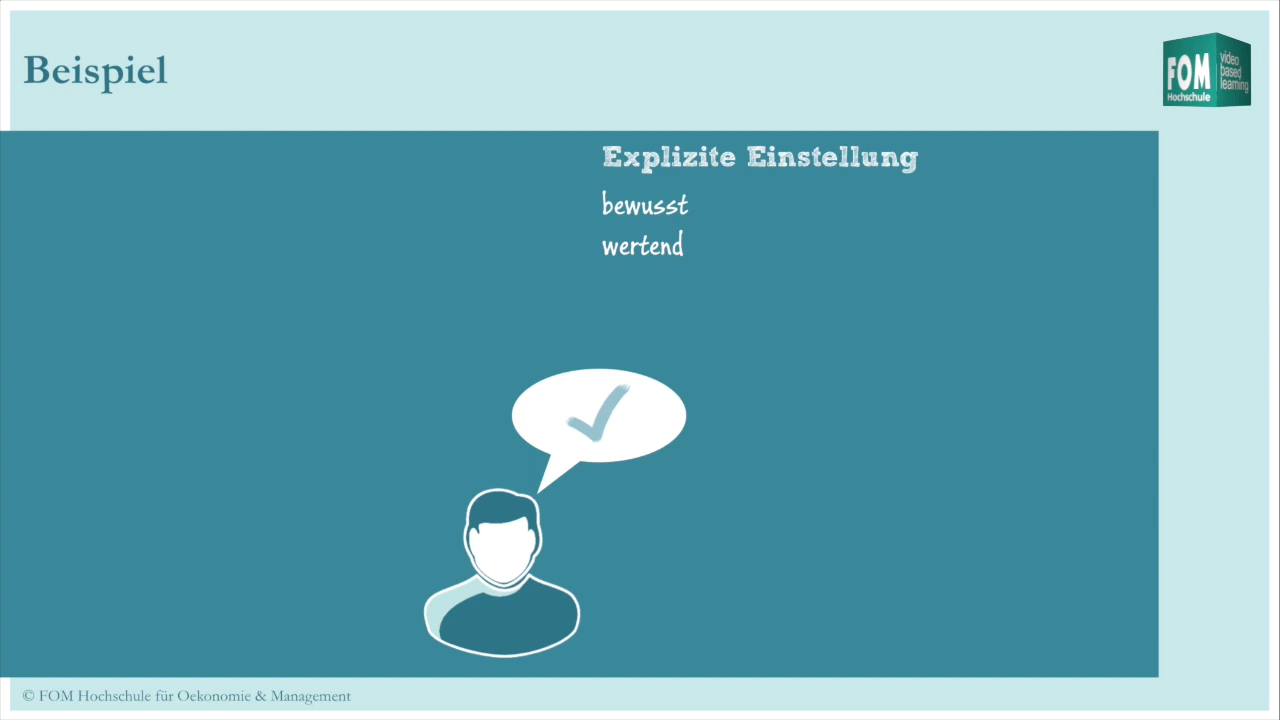 Beispiel
FOM
Hochschule
video
based
learning
Explizite Einstellung
bewusst
wertend
© FOM Hochschule für Oekonomie & Management